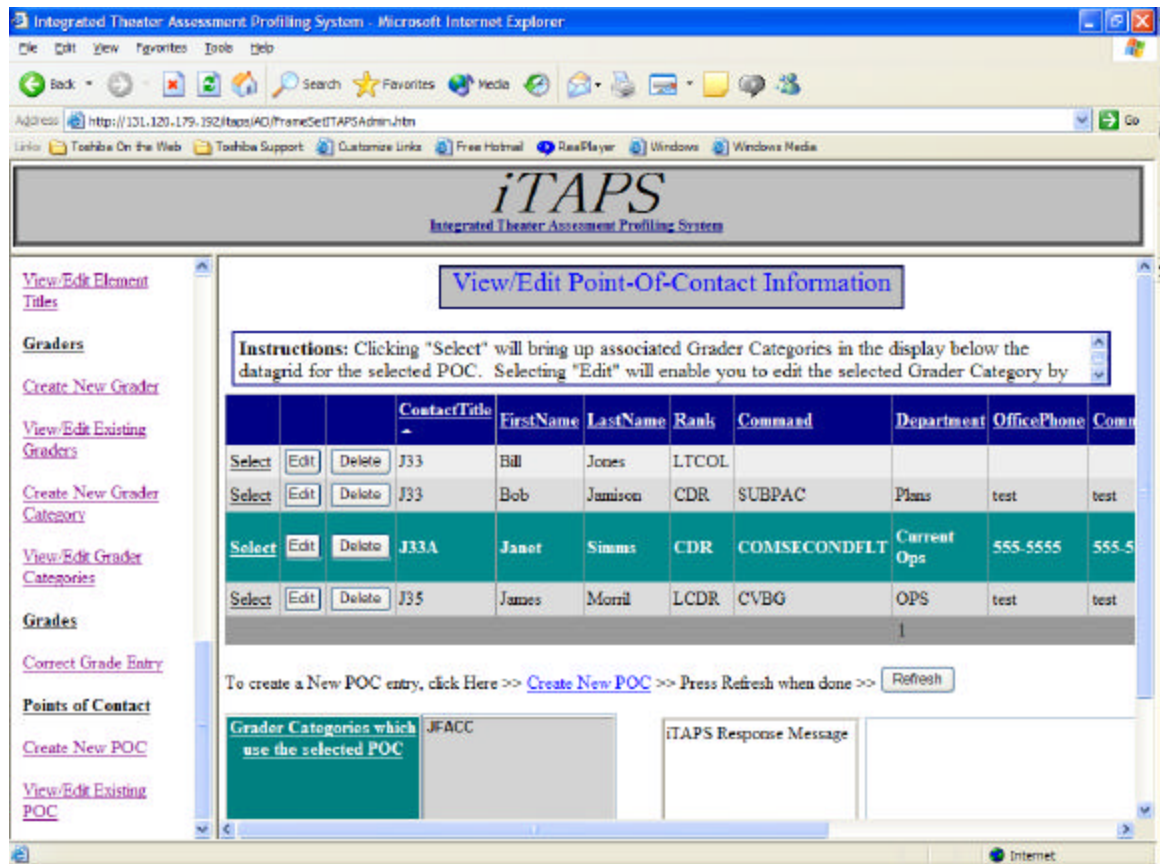 Integrated Theater Assessment Profiling System - Microsoft Internet Explorer
File Edit View Favorites Tools Help
Back Search Favorites Media
Address http://131.120.179.192/itaps/AO/FrameSetITAPSAdmin.htm Go
Links Toshiba On the Web Toshiba Support Customize Links Free Hotmail RealPlayer Windows Windows Media
iTAPS
Integrated Theater Assessment Profiling System
View/Edit Element
Titles
Graders
Create New Grader
View/Edit Existing
Graders
Create New Grader
Category
View/Edit Grader
Categories
Grades
Correct Grade Entry
Points of Contact
Create New POC
View/Edit Existing
POC
View/Edit Point-Of-Contact Information
Instructions: Clicking "Select" will bring up associated Grader Categories in the display below the
datagrid for the selected POC. Selecting "Edit" will enable you to edit the selected Grader Category by
ContactTitle FirstName LastName Rank Command Department OfficePhone Comm
Select Edit Delete J33 Bill Jones LTCOL
Select Edit Delete J33 Bob Jamison CDR SUBPAC Plans test test
Select Edit Delete J33A Janet Simms CDR COMSECONDFLT Current Ops 555-5555 555-5
Select Edit Delete J35 James Morril LCDR CVBG OPS test test
1
To create a New POC entry, click Here >> Create New POC >> Press Refresh when done >> Refresh
Grader Categories which
use the selected POC
JFACC
iTAPS Response Message
Internet